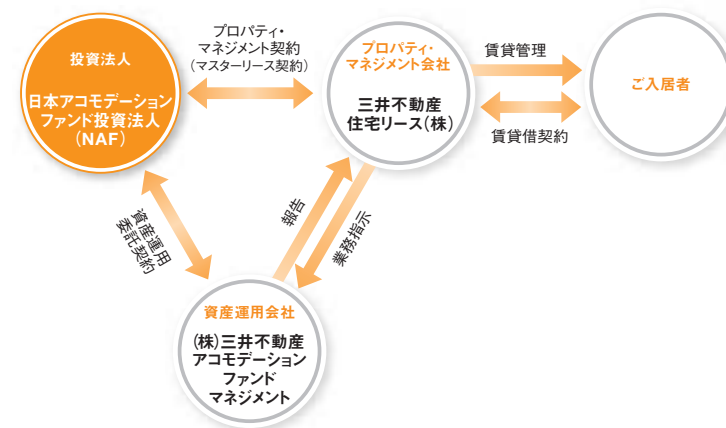 投資法人
日本アコモデーション
ファンド投資法人
(NAF)
プロパティ・
マネジメント契約
(マスターリース契約)
プロパティ・
マネジメント会社
三井不動産
住宅リース(株)
賃貸管理
賃貸借契約
ご入居者
資産運用
委託契約
報告
業務指示
資産運用会社
(株)三井不動産
アコモデーション
ファンド
マネジメント